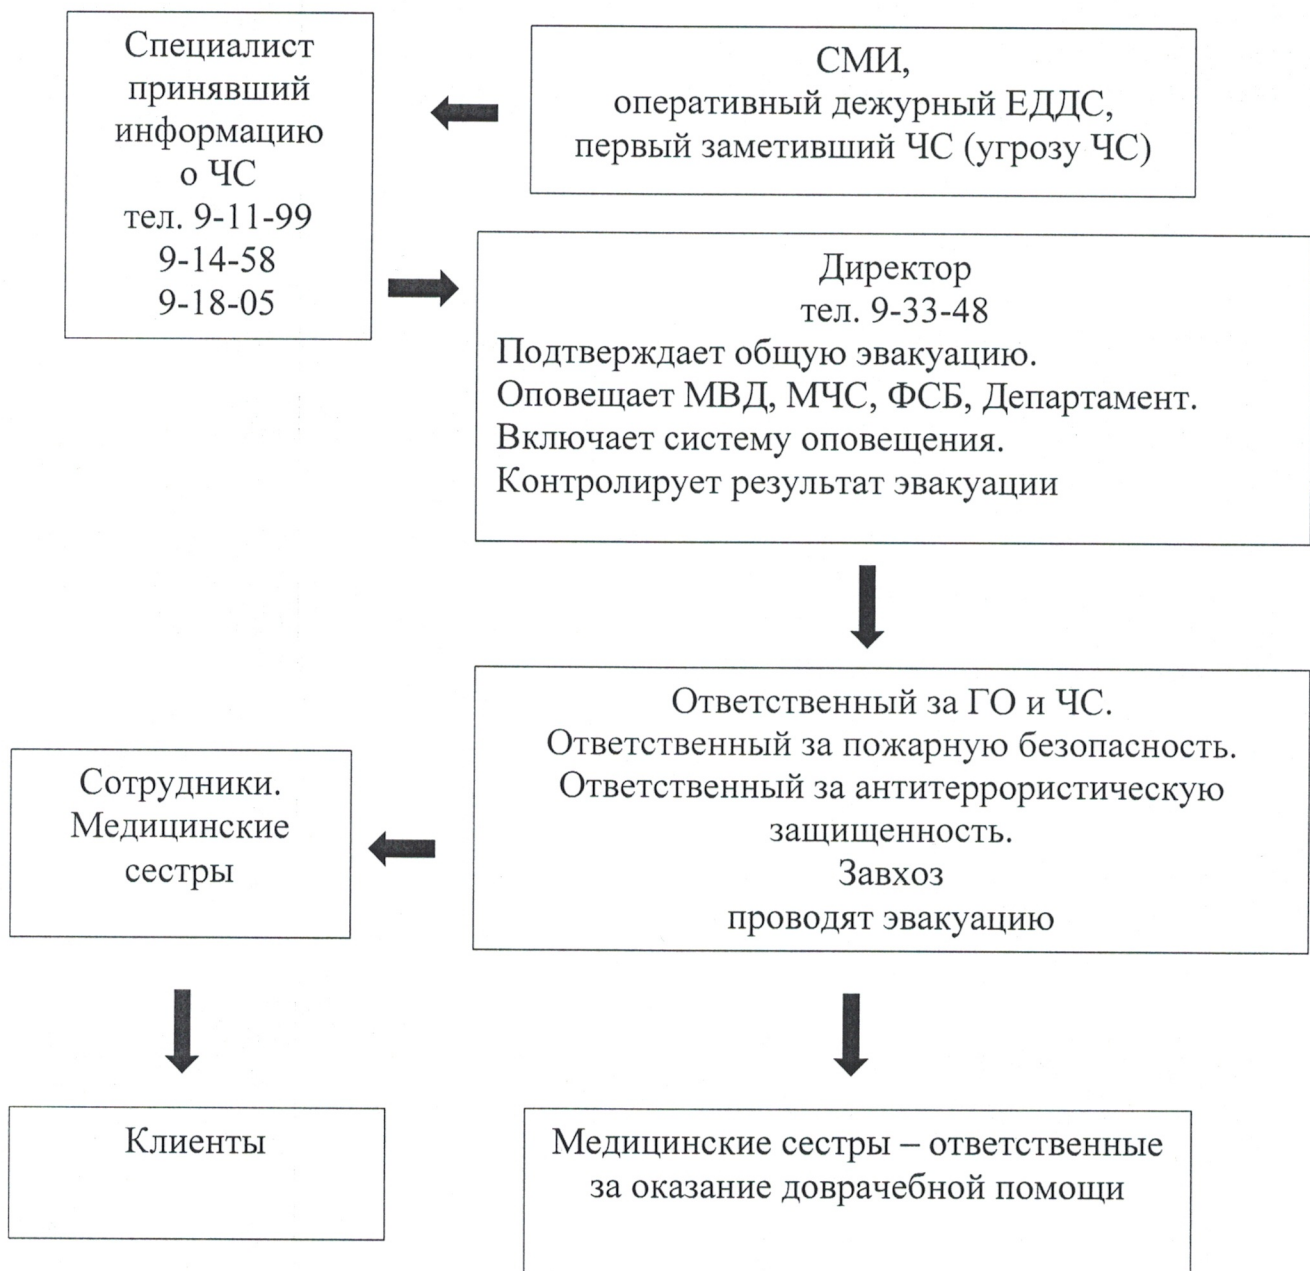 Специалист
принявший
информацию
о ЧС
тел. 9-11-99
9-14-58
9-18-05
СМИ,
оперативный дежурный ЕДДС,
первый заметивший ЧС (угрозу ЧС)
Директор
тел. 9-33-48
Подтверждает общую эвакуацию.
Оповещает МВД, МЧС, ФСБ, Департамент.
Включает систему оповещения.
Контролирует результат эвакуации
Ответственный за ГО и ЧС.
Ответственный за пожарную безопасность.
Ответственный за антитеррористическую
защищенность.
Завхоз
проводят эвакуацию
Сотрудники.
Медицинские
сестры
Клиенты
Медицинские сестры – ответственные
за оказание доврачебной помощи